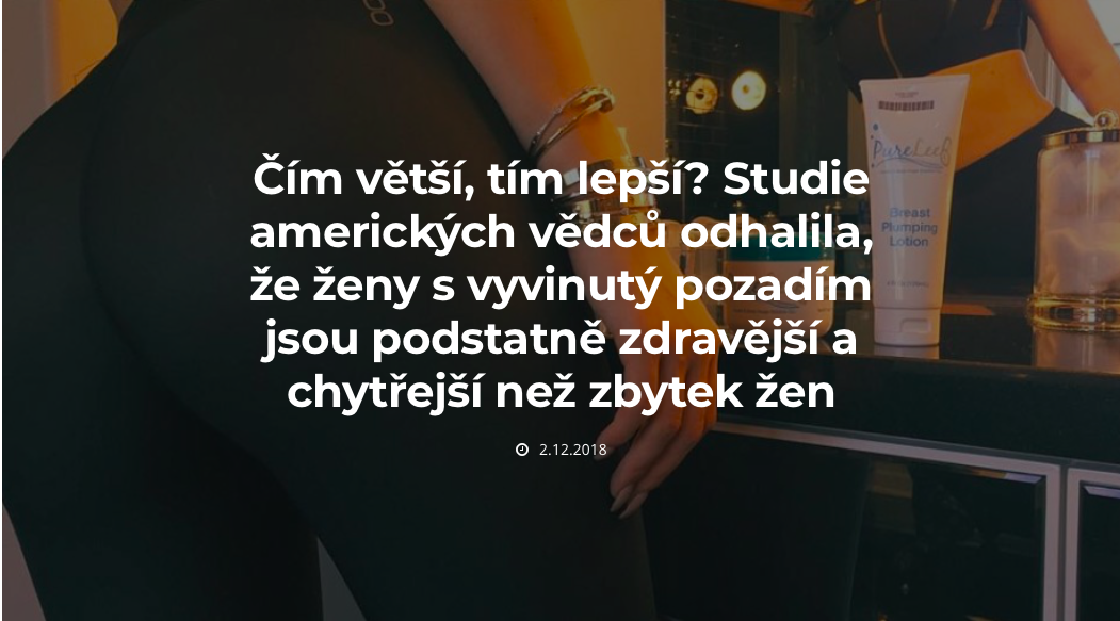 Čím větší, tím lepší? Studie
amerických vědců odhalila,
že ženy s vyvinutý pozadím
jsou podstatně zdravější a
chytřejší než zbytek žen
2.12.2018
Breast
Plumping
Lotion